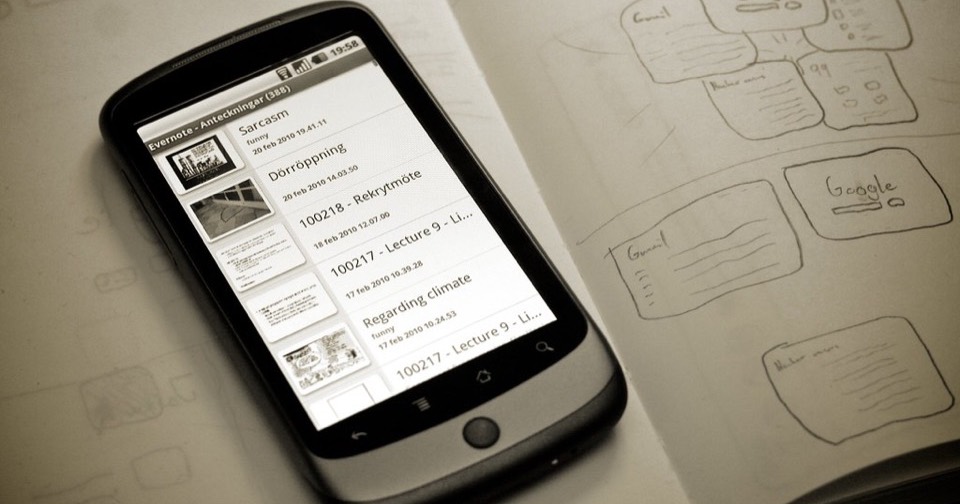 19:58
Evernote - Anteckningar (388)
Sarcasm
funny
20 feb 2010 19.41.11
Dörröppning
20 feb 2010 14.03.50
100218 - Rekrytmöte
18 feb 2010 12.07.00
100217 - Lecture 9 - Li...
17 feb 2010 10.39.28
Regarding climate
funny
17 feb 2010 10.24.53
100217 - Lecture 9 - Li...
Gmail
99
Google
Gmail